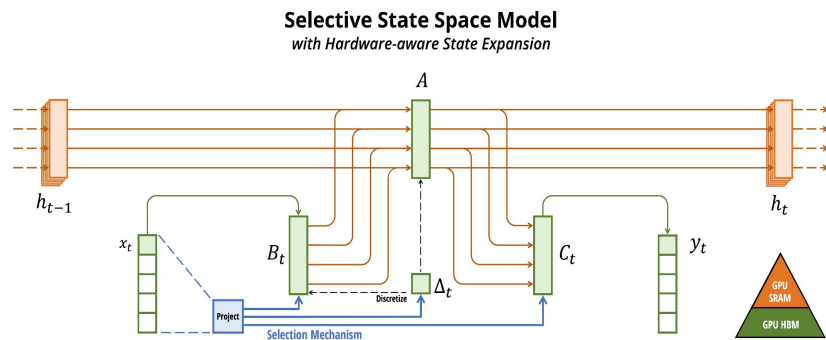 Selective State Space Model
with Hardware-aware State Expansion
A
h_{t-1}
h_t
x_t
B_t
C_t
y_t
Δ_t
Discretize
Project
Selection Mechanism
GPU
SRAM
GPU HBM